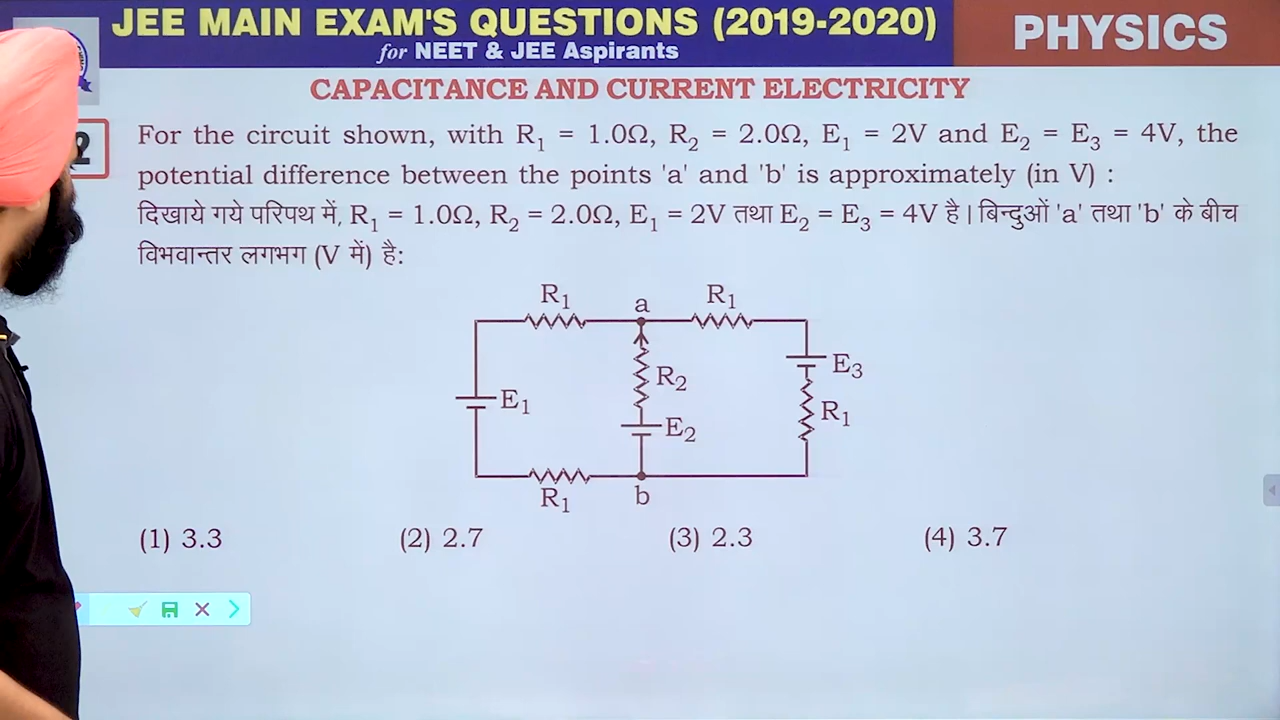 JEE MAIN EXAM'S QUESTIONS (2019-2020)
for NEET & JEE Aspirants
PHYSICS
CAPACITANCE AND CURRENT ELECTRICITY
For the circuit shown, with R₁ = 1.0Ω, R₂ = 2.0Ω, E₁ = 2V and E₂ = E₃ = 4V, the
potential difference between the points 'a' and 'b' is approximately (in V) :
दिखाये गये परिपथ में, R₁ = 1.0Ω, R₂ = 2.0Ω, E₁ = 2V तथा E₂ = E₃ = 4V है। बिन्दुओं 'a' तथा 'b' के बीच
विभवान्तर लगभग (V में) है:
R₁ a R₁
E₃
R₂
E₁ R₁
E₂
R₁ b
(1) 3.3 (2) 2.7 (3) 2.3 (4) 3.7